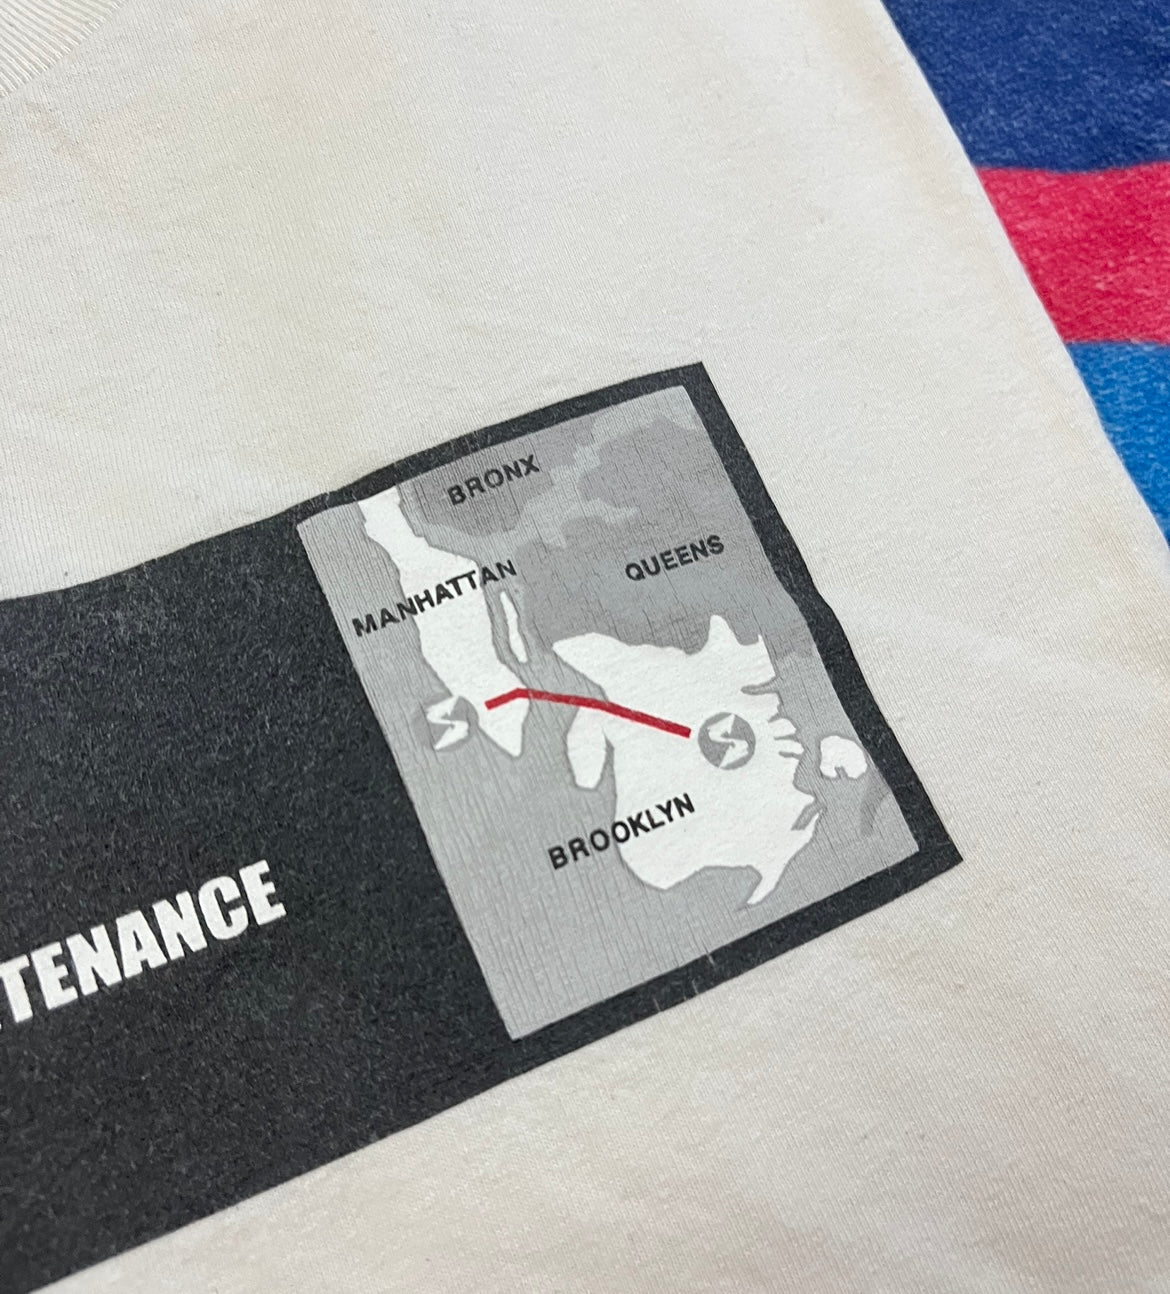 BRONX
QUEENS
MANHATTAN
S
S
BROOKLYN
TENANCE